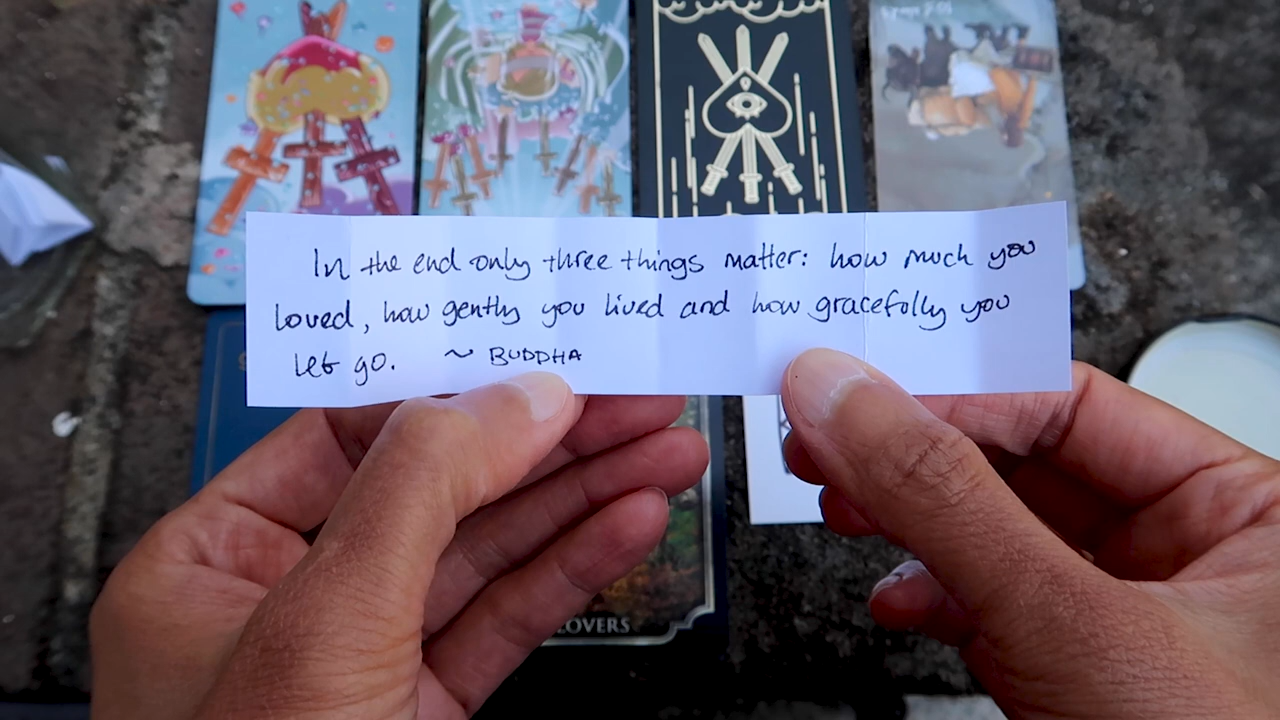 In the end only three things matter: how much you
loved, how gently you lived and how gracefully you
let go. ~ BUDDHA
LOVERS